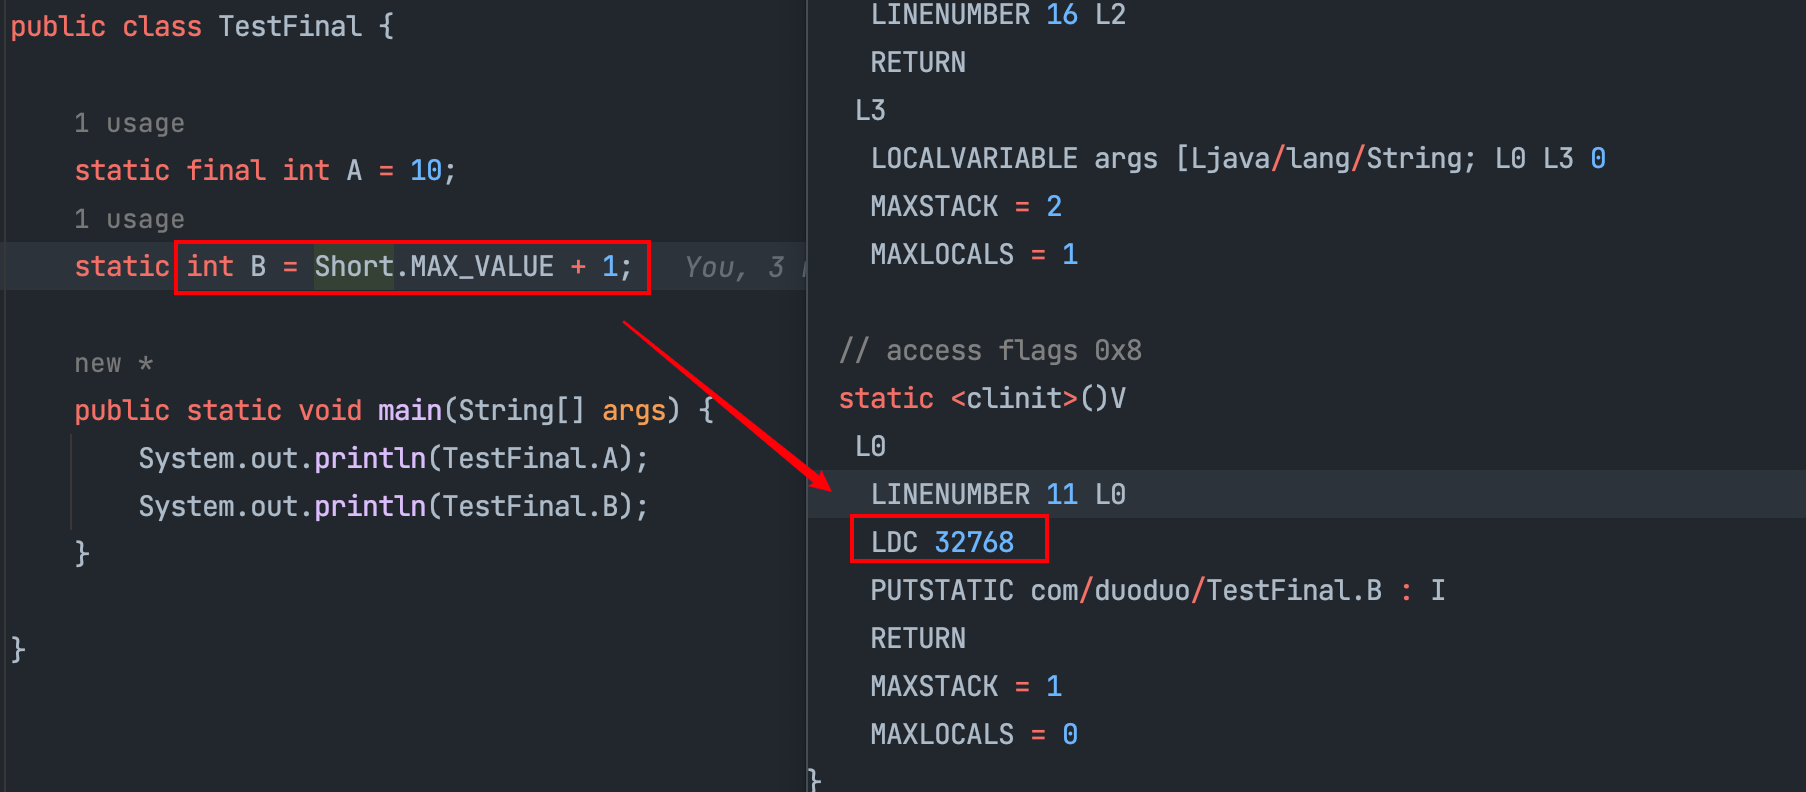 public class TestFinal {
1 usage
static final int A = 10;
1 usage
static int B = Short.MAX_VALUE + 1; You, 3
new *
public static void main(String[] args) {
System.out.println(TestFinal.A);
System.out.println(TestFinal.B);
}
}
LINENUMBER 16 L2
RETURN
L3
LOCALVARIABLE args [Ljava/lang/String; L0 L3 0
MAXSTACK = 2
MAXLOCALS = 1
// access flags 0x8
static <clinit>()V
L0
LINENUMBER 11 L0
LDC 32768
PUTSTATIC com/duoduo/TestFinal.B : I
RETURN
MAXSTACK = 1
MAXLOCALS = 0
}